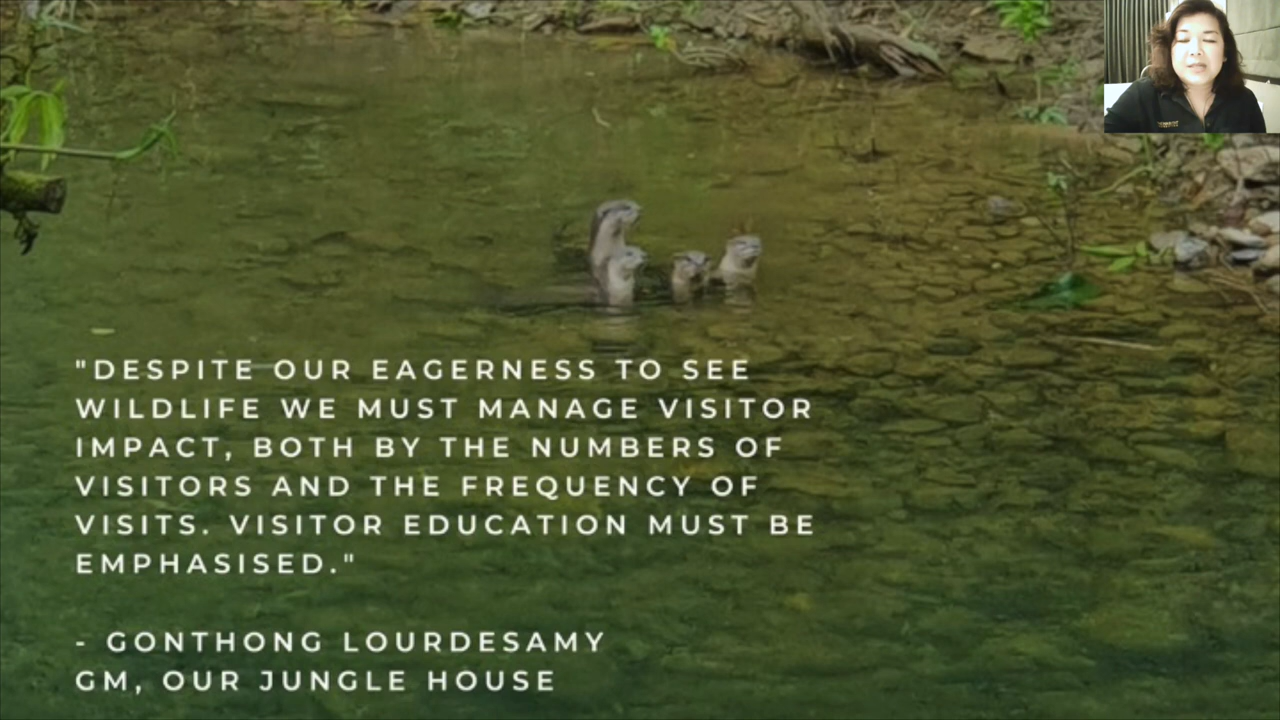 "DESPITE OUR EAGERNESS TO SEE
WILDLIFE WE MUST MANAGE VISITOR
IMPACT, BOTH BY THE NUMBERS OF
VISITORS AND THE FREQUENCY OF
VISITS. VISITOR EDUCATION MUST BE
EMPHASISED."
- GONTHONG LOURDESAMY
GM, OUR JUNGLE HOUSE